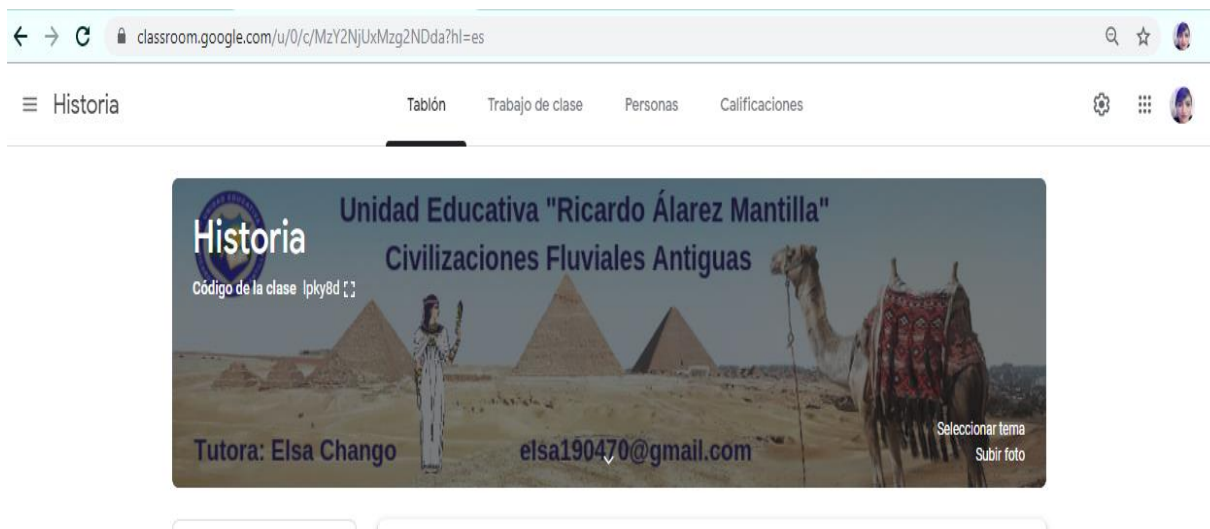 classroom.google.com/u/0/c/MzY2NjUxMzg2NDda?hl=es
Historia
Tablón Trabajo de clase Personas Calificaciones
Unidad Educativa "Ricardo Álarez Mantilla"
Historia
Civilizaciones Fluviales Antiguas
Código de la clase lpky8d
Seleccionar tema
Tutora: Elsa Chango elsa190470@gmail.com
Subir foto